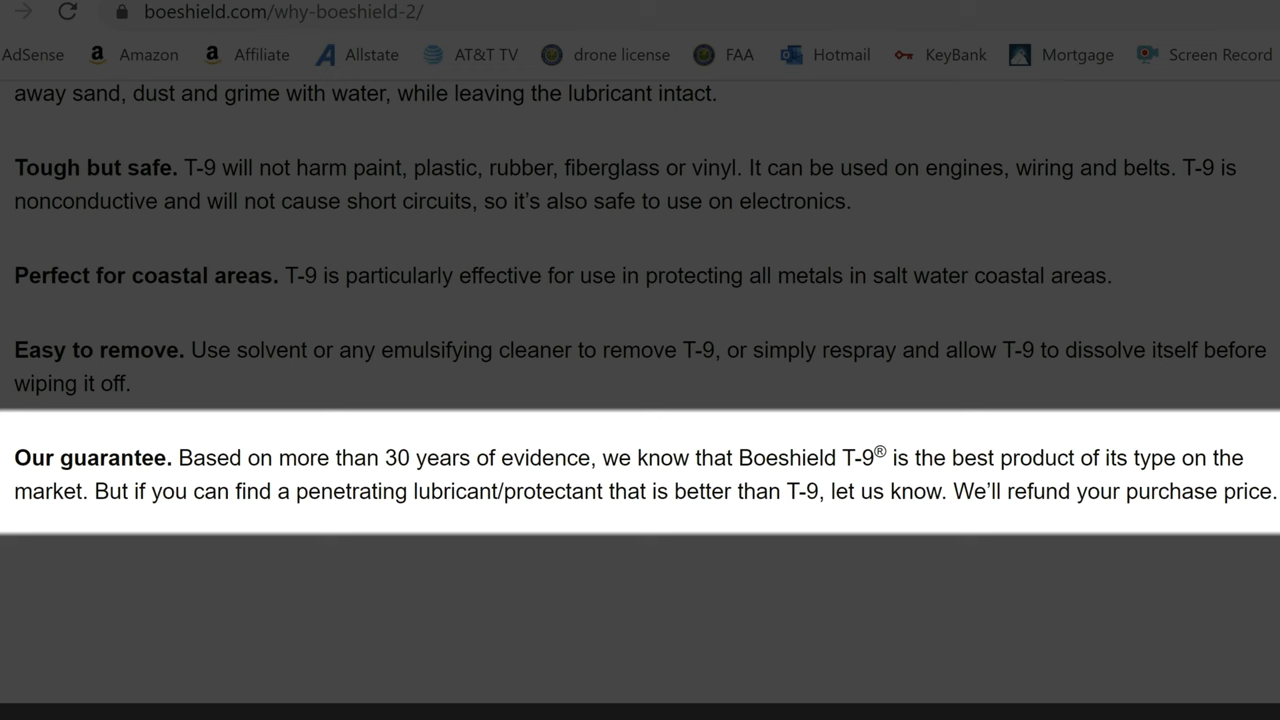 boeshield.com/why-boeshield-2/
AdSense Amazon Affiliate Allstate AT&T TV drone license FAA Hotmail KeyBank Mortgage Screen Record
away sand, dust and grime with water, while leaving the lubricant intact.
Tough but safe. T-9 will not harm paint, plastic, rubber, fiberglass or vinyl. It can be used on engines, wiring and belts. T-9 is
nonconductive and will not cause short circuits, so it’s also safe to use on electronics.
Perfect for coastal areas. T-9 is particularly effective for use in protecting all metals in salt water coastal areas.
Easy to remove. Use solvent or any emulsifying cleaner to remove T-9, or simply respray and allow T-9 to dissolve itself before
wiping it off.
Our guarantee. Based on more than 30 years of evidence, we know that Boeshield T-9® is the best product of its type on the
market. But if you can find a penetrating lubricant/protectant that is better than T-9, let us know. We’ll refund your purchase price.